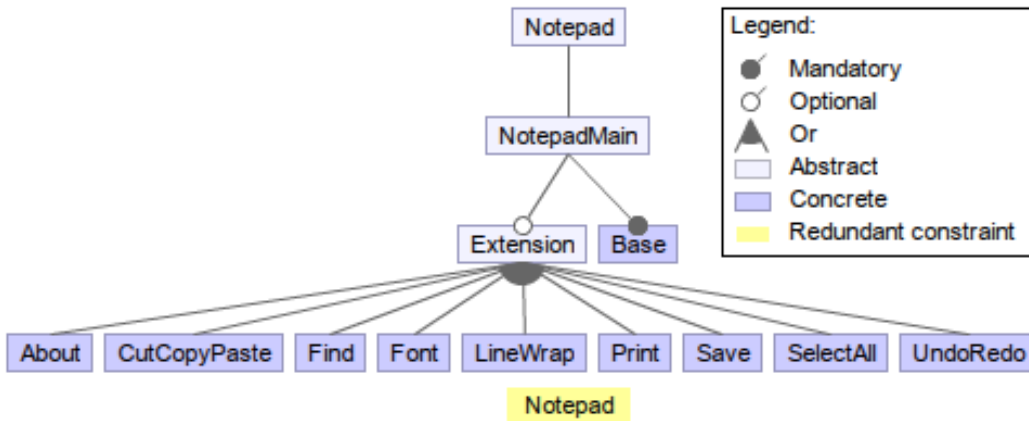 Notepad
Legend:
Mandatory
Optional
Or
Abstract
Concrete
Redundant constraint
NotepadMain
Extension
Base
About
CutCopyPaste
Find
Font
LineWrap
Print
Save
SelectAll
UndoRedo
Notepad